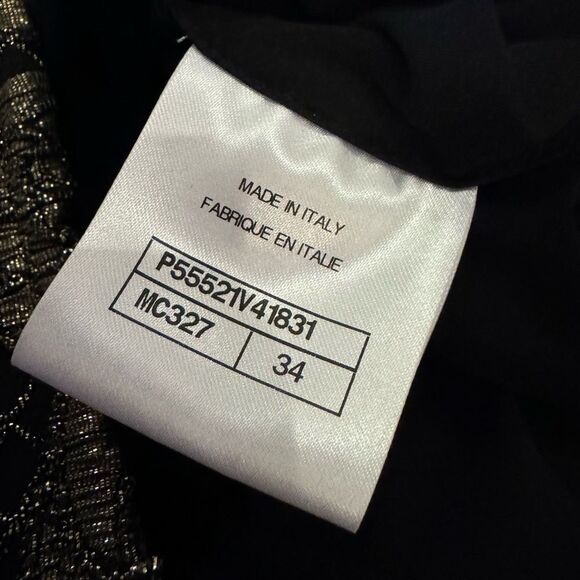 MADE IN ITALY
FABRIQUE EN ITALIE
P55521V41831
MC327 34